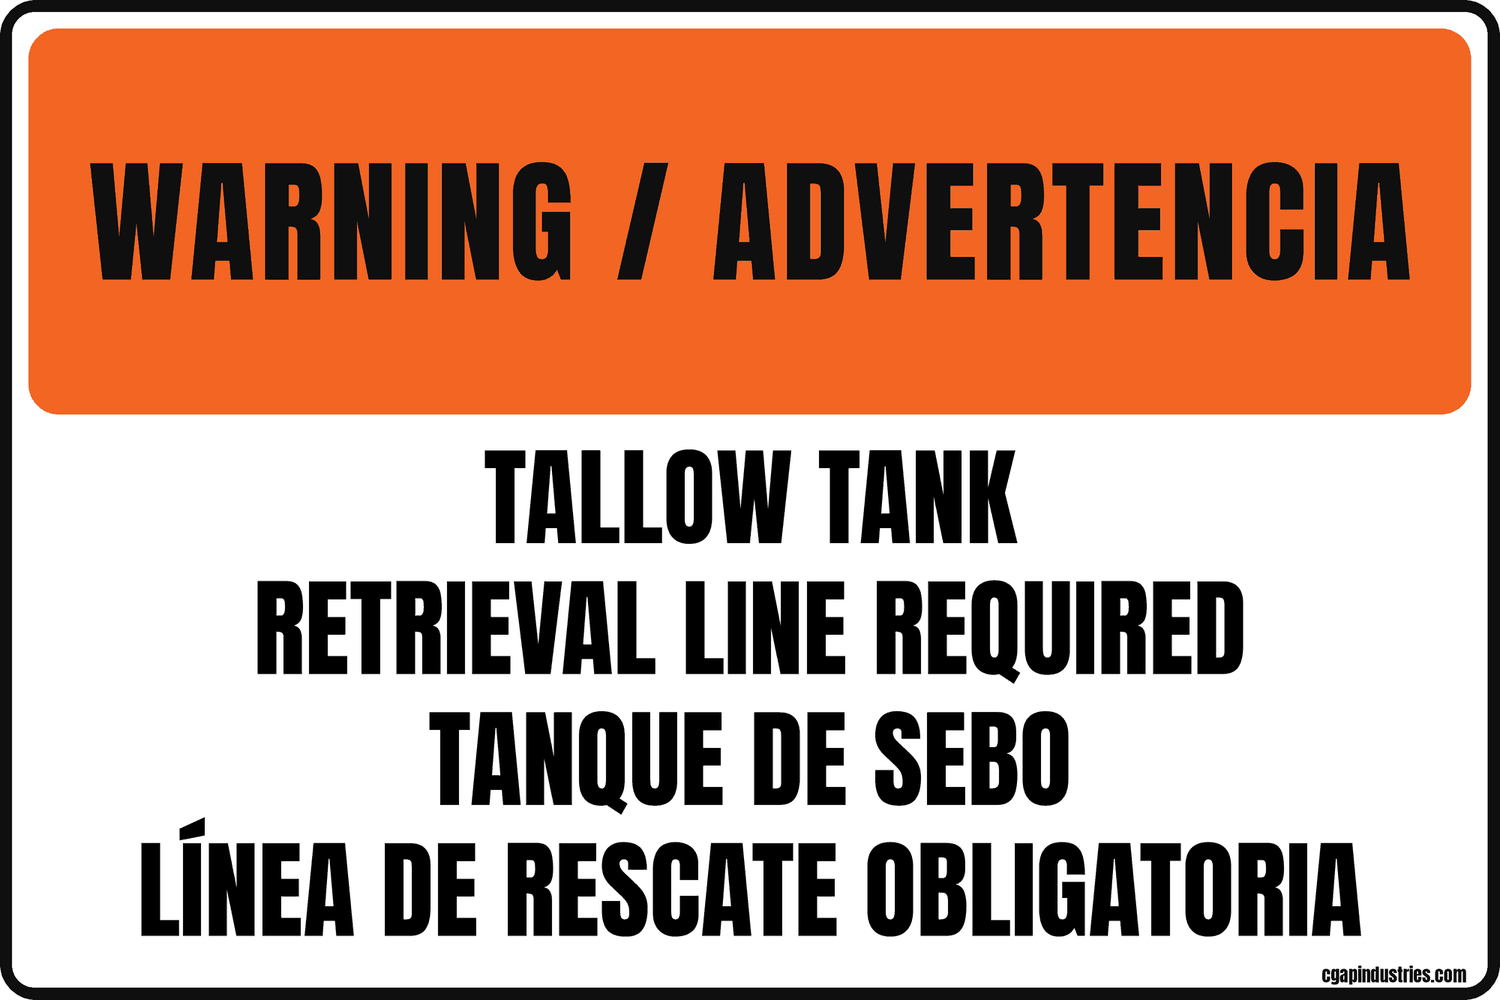 WARNING / ADVERTENCIA
TALLOW TANK
RETRIEVAL LINE REQUIRED
TANQUE DE SEBO
LÍNEA DE RESCATE OBLIGATORIA
cgapindustries.com